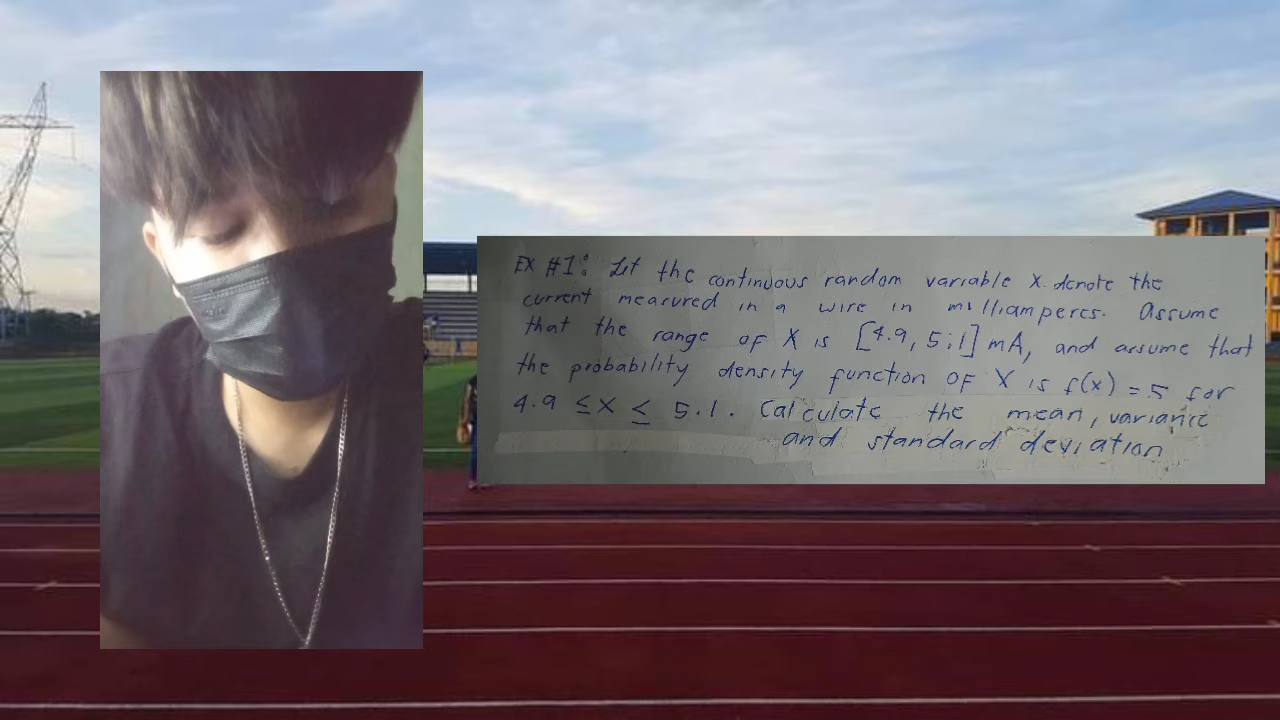 EX #1: Let the continuous random variable X denote the
current measured in a wire in milliamperes. Assume
that the range of X is [4.9, 5;1] mA, and assume that
the probability density function of X is f(x) = 5 for
4.9 ≤ X ≤ 5.1. Calculate the mean, variance
and standard deviation